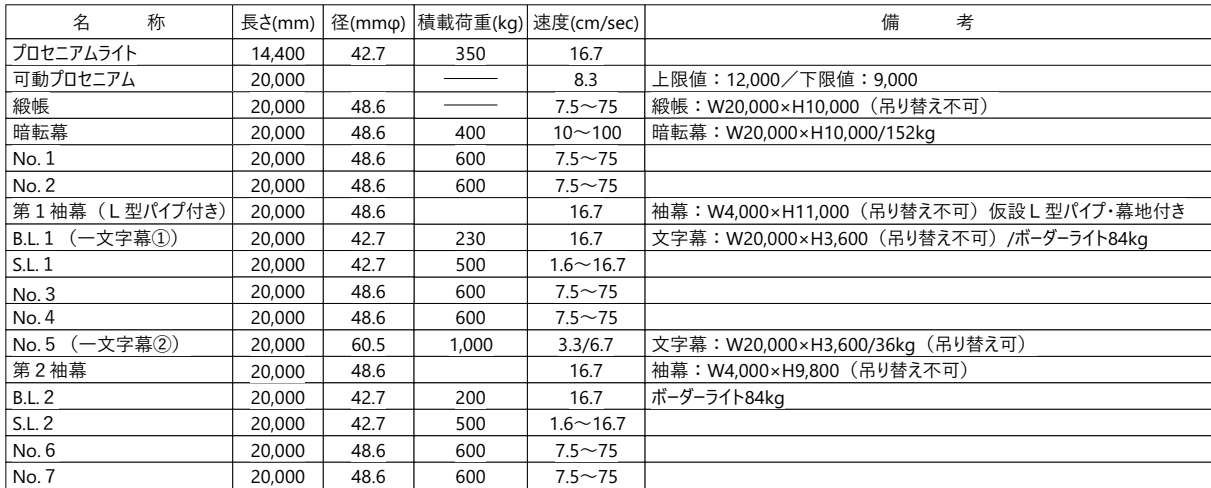 名　称 長さ(mm) 径(mmφ) 積載荷重(kg) 速度(cm/sec) 備　考
プロセニアムライト 14,400 42.7 350 16.7
可動プロセニアム 20,000 ── 8.3 上限値：12,000／下限値：9,000
緞帳 20,000 48.6 ── 7.5～75 緞帳：W20,000×H10,000（吊り替え不可）
暗転幕 20,000 48.6 400 10～100 暗転幕：W20,000×H10,000/152kg
No.1 20,000 48.6 600 7.5～75
No.2 20,000 48.6 600 7.5～75
第1袖幕（L型パイプ付き） 20,000 48.6 16.7 袖幕：W4,000×H11,000（吊り替え不可）仮設L型パイプ・幕地付き
B.L.1（一文字幕①） 20,000 42.7 230 16.7 文字幕：W20,000×H3,600（吊り替え不可）/ボーダーライト84kg
S.L.1 20,000 42.7 500 1.6～16.7
No.3 20,000 48.6 600 7.5～75
No.4 20,000 48.6 600 7.5～75
No.5（一文字幕②） 20,000 60.5 1,000 3.3/6.7 文字幕：W20,000×H3,600/36kg（吊り替え可）
第2袖幕 20,000 48.6 16.7 袖幕：W4,000×H9,800（吊り替え不可）
B.L.2 20,000 42.7 200 16.7 ボーダーライト84kg
S.L.2 20,000 42.7 500 1.6～16.7
No.6 20,000 48.6 600 7.5～75
No.7 20,000 48.6 600 7.5～75